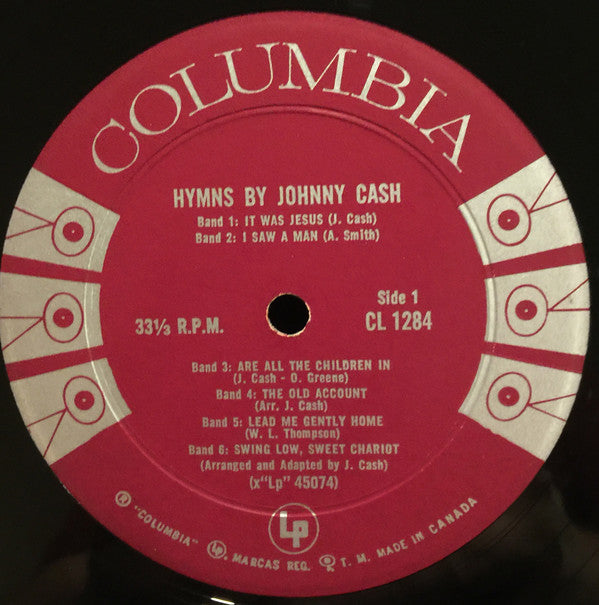 COLUMBIA
HYMNS BY JOHNNY CASH
Band 1: IT WAS JESUS (J. Cash)
Band 2: I SAW A MAN (A. Smith)
Side 1
33⅓ R.P.M.
CL 1284
Band 3: ARE ALL THE CHILDREN IN
(J. Cash - O. Greene)
Band 4: THE OLD ACCOUNT
(Arr. J. Cash)
Band 5: LEAD ME GENTLY HOME
(W. L. Thompson)
Band 6: SWING LOW, SWEET CHARIOT
(Arranged and Adapted by J. Cash)
(x"Lp" 45074)
Lp
® "COLUMBIA" MARCAS REG. T. M. MADE IN CANADA